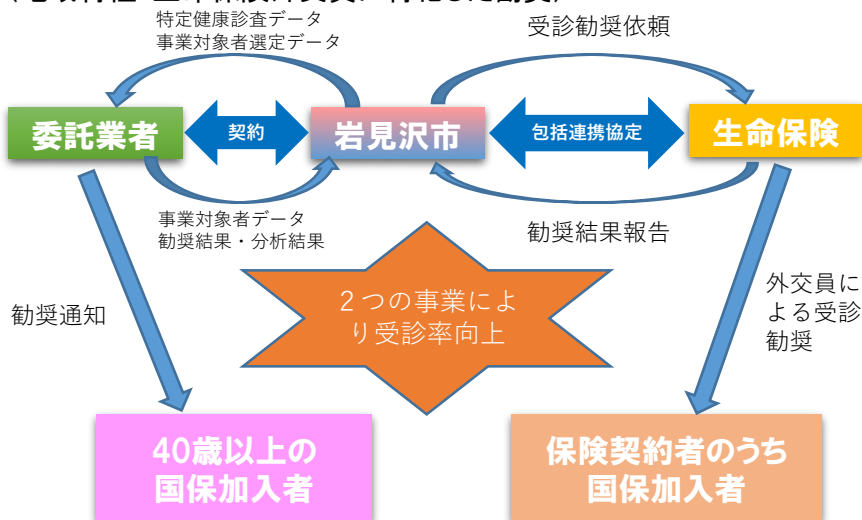 特定健康診査データ
事業対象者選定データ
受診勧奨依頼
委託業者
契約
岩見沢市
包括連携協定
生命保険
事業対象者データ
勧奨結果・分析結果
勧奨結果報告
勧奨通知
２つの事業によ
り受診率向上
外交員に
よる受診
勧奨
40歳以上の
国保加入者
保険契約者のうち
国保加入者